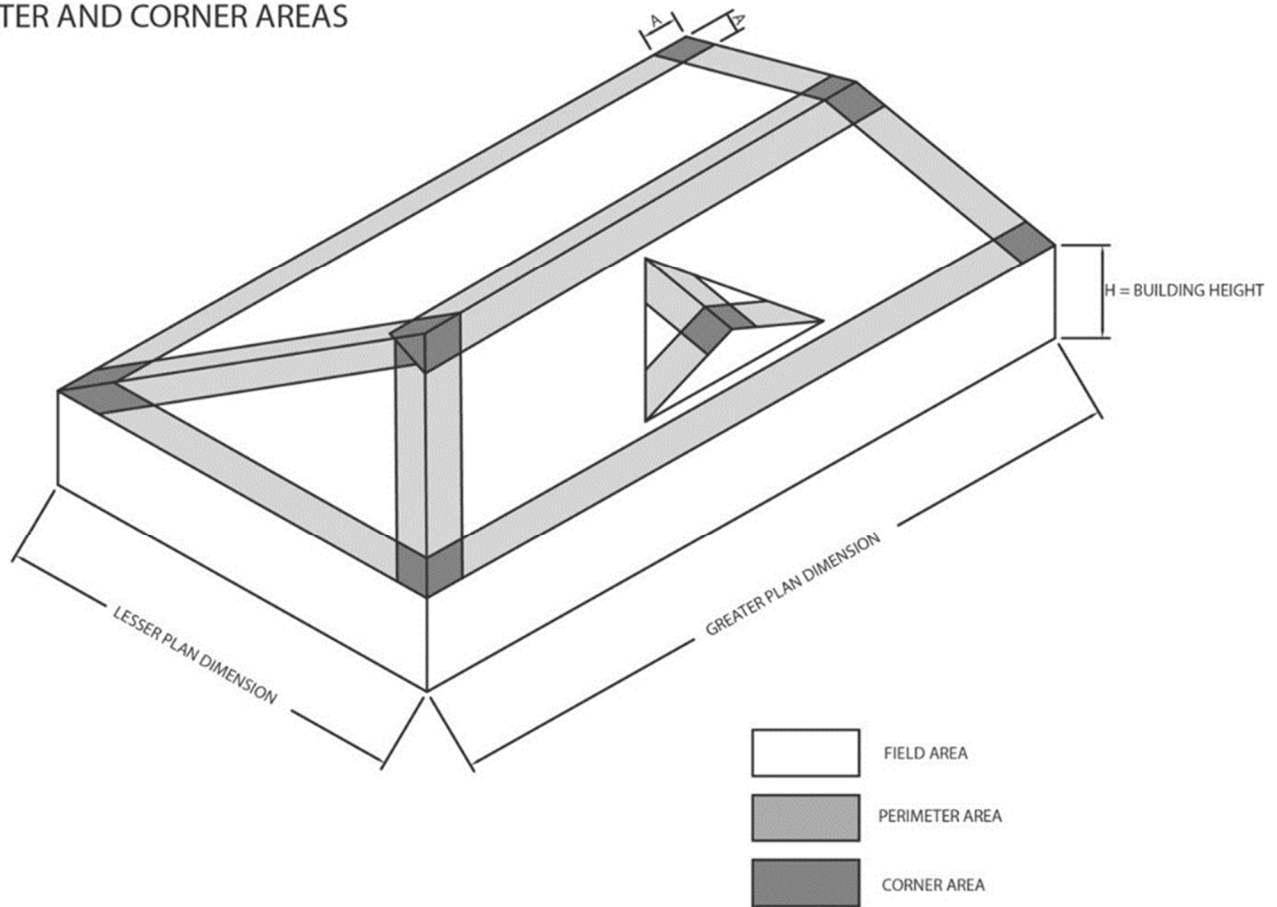 TER AND CORNER AREAS
A
A
H = BUILDING HEIGHT
GREATER PLAN DIMENSION
LESSER PLAN DIMENSION
FIELD AREA
PERIMETER AREA
CORNER AREA